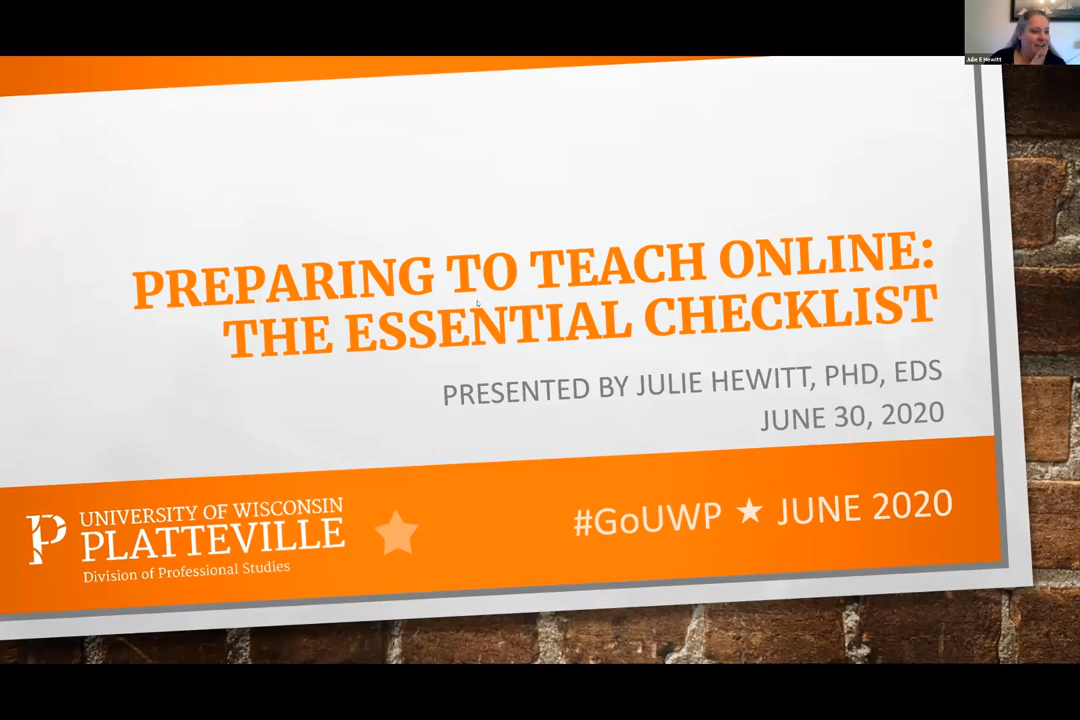 Julie E Hewitt
PREPARING TO TEACH ONLINE:
THE ESSENTIAL CHECKLIST
PRESENTED BY JULIE HEWITT, PHD, EDS
JUNE 30, 2020
UNIVERSITY OF WISCONSIN
PLATTEVILLE
Division of Professional Studies
#GoUWP ★ JUNE 2020